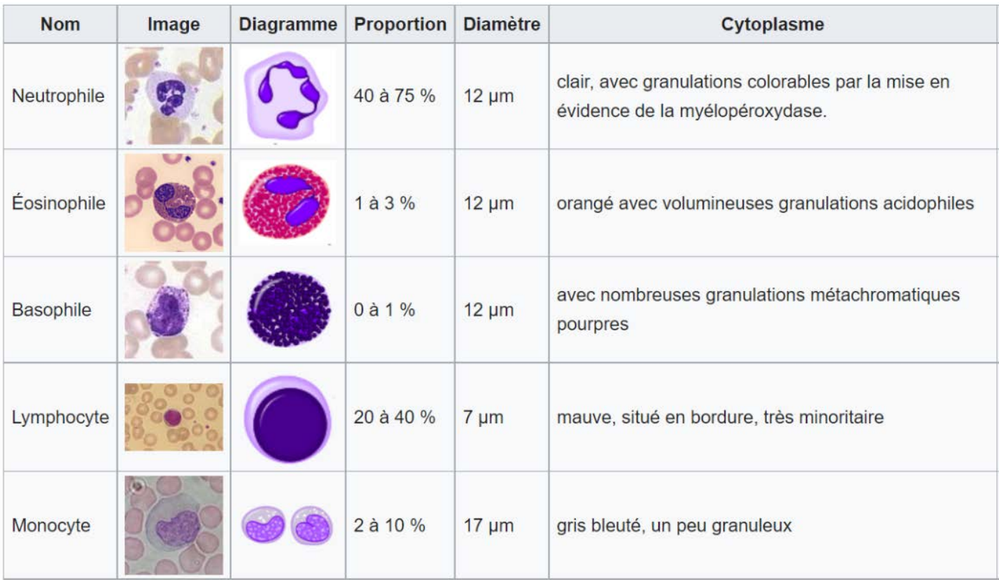 Nom Image Diagramme Proportion Diamètre Cytoplasme
Neutrophile 40 à 75 % 12 µm clair, avec granulations colorables par la mise en
évidence de la myélopéroxydase.
Éosinophile 1 à 3 % 12 µm orangé avec volumineuses granulations acidophiles
Basophile 0 à 1 % 12 µm avec nombreuses granulations métachromatiques
pourpres
Lymphocyte 20 à 40 % 7 µm mauve, situé en bordure, très minoritaire
Monocyte 2 à 10 % 17 µm gris bleuté, un peu granuleux